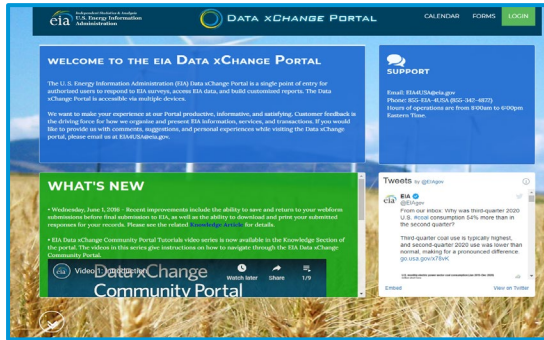 eia
Independent Statistics & Analysis
U.S. Energy Information
Administration
DATA XCHANGE PORTAL
CALENDAR
FORMS
LOGIN
WELCOME TO THE EIA DATA XCHANGE PORTAL
The U. S. Energy Information Administration (EIA) Data xChange Portal is a single point of entry for
authorized users to respond to EIA surveys, access EIA data, and build customized reports. The Data
xChange Portal is accessible via multiple devices.
We want to make your experience at our Portal productive, informative, and satisfying. Customer feedback is
the driving force for how we organize and present EIA information, services, and transactions. If you would
like to provide us with comments, suggestions, and personal experiences while visiting the Data xChange
portal, please email us at EIA4USA@eia.gov.
SUPPORT
Email: EIA4USA@eia.gov
Phone: 855-EIA-4USA (855-342-4872)
Hours of operations are from 8:00am to 6:00pm
Eastern Time.
WHAT'S NEW
• Wednesday, June 1, 2016 – Recent improvements include the ability to save and return to your webform
submissions before final submission to EIA, as well as the ability to download and print your submitted
responses for your records. Please see the related Knowledge Article for details.
• EIA Data xChange Community Portal Tutorials video series is now available in the Knowledge Section of
the portal. The videos in this series give instructions on how to navigate through the EIA Data xChange
Community Portal.
eia
Video 1: Introduction
xChange
Community Portal
Watch later
Share
1/9
Tweets by @EIAgov
eia
EIA
@EIAgov
From our Inbox: Why was third-quarter 2020
U.S. #coal consumption 54% more than in
the second quarter?
Third-quarter coal use is typically highest,
and second-quarter 2020 use was lower than
normal, making for a pronounced difference.
go.usa.gov/x78vK
Embed
View on Twitter